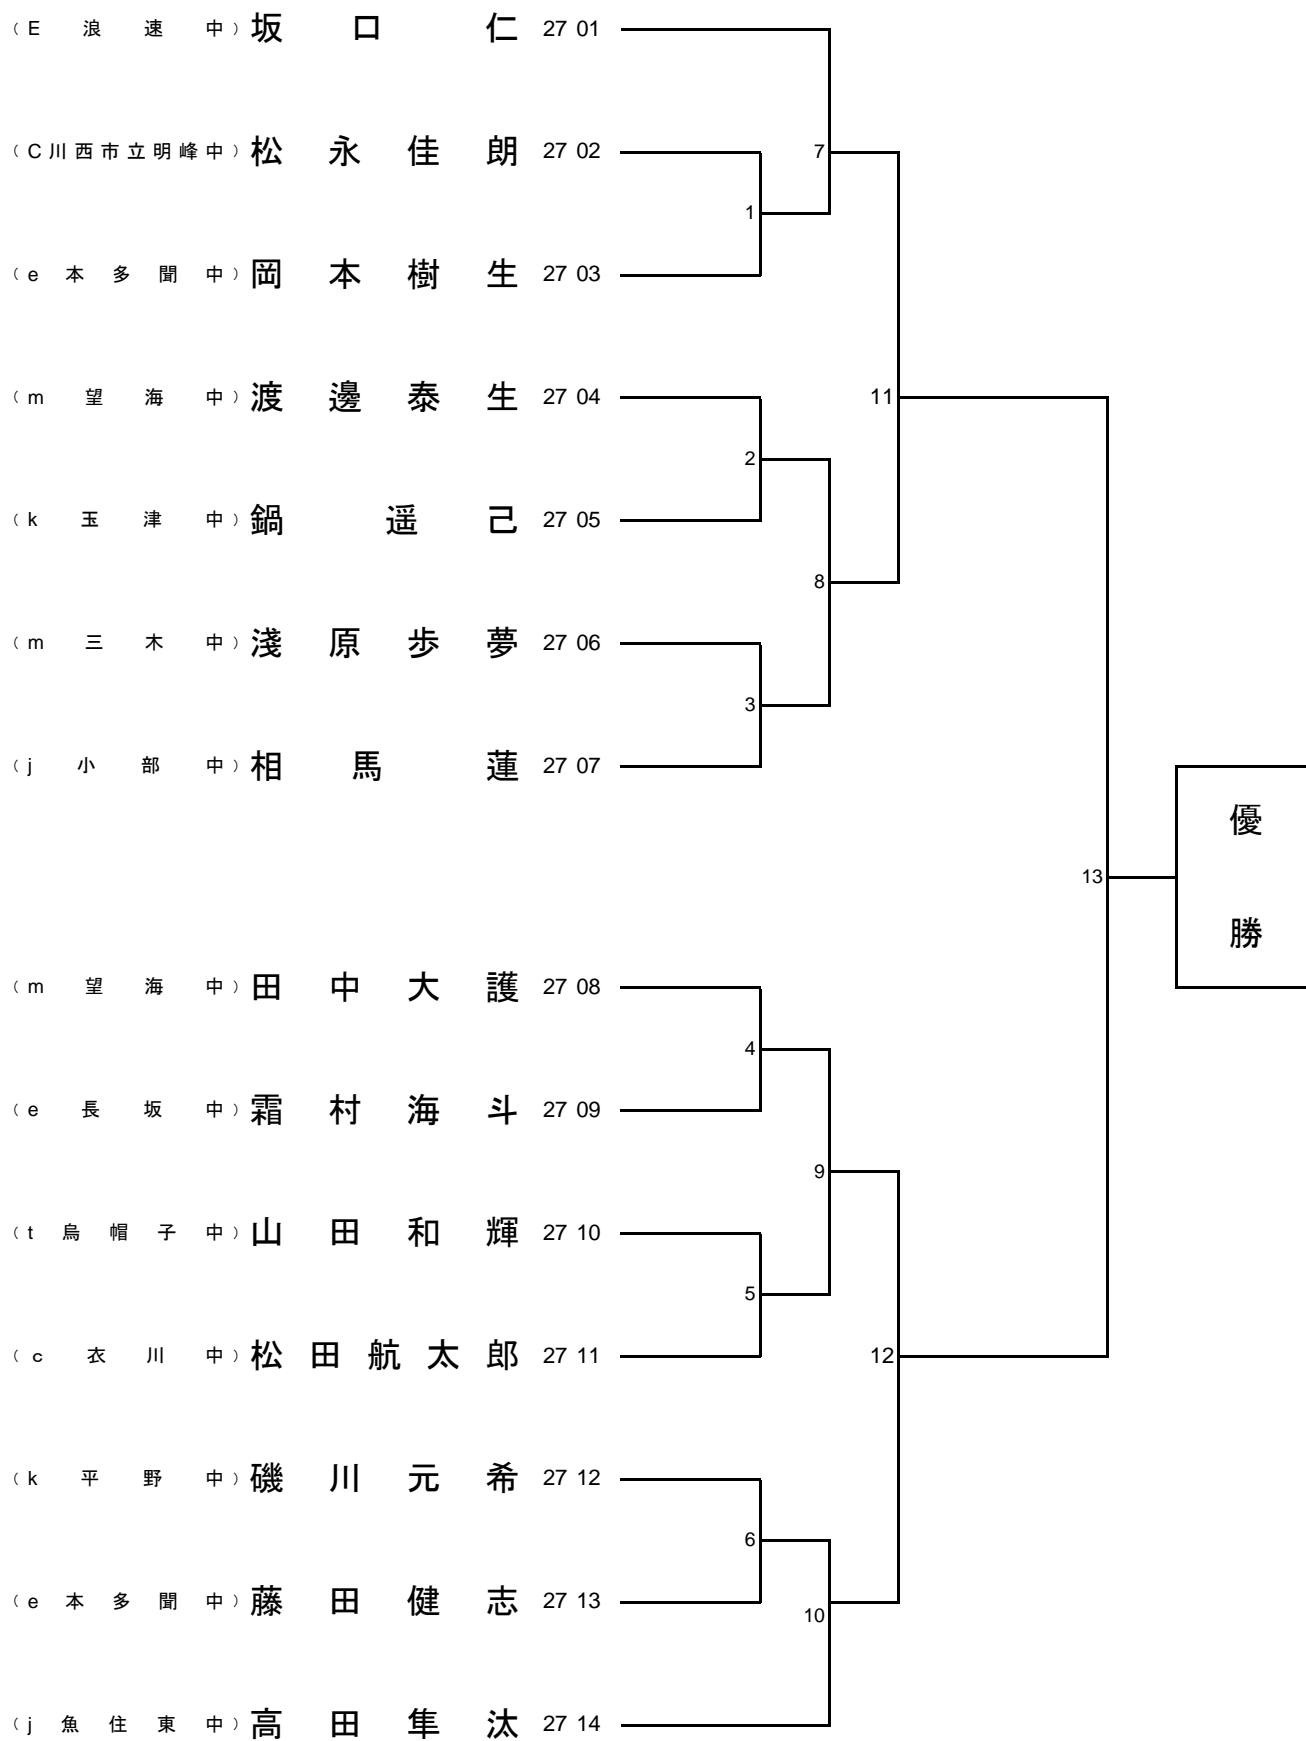 （E 浪速中）坂口仁 27 01
（C川西市立明峰中）松永佳朗 27 02
7
1
（e 本多聞中）岡本樹生 27 03
（m 望海中）渡邊泰生 27 04
11
2
（k 玉津中）鍋遥己 27 05
8
（m 三木中）淺原歩夢 27 06
3
（j 小部中）相馬蓮 27 07
優勝
13
（m 望海中）田中大護 27 08
4
（e 長坂中）霜村海斗 27 09
9
（t 烏帽子中）山田和輝 27 10
5
（c 衣川中）松田航太郎 27 11
12
（k 平野中）磯川元希 27 12
6
（e 本多聞中）藤田健志 27 13
10
（j 魚住東中）高田隼汰 27 14